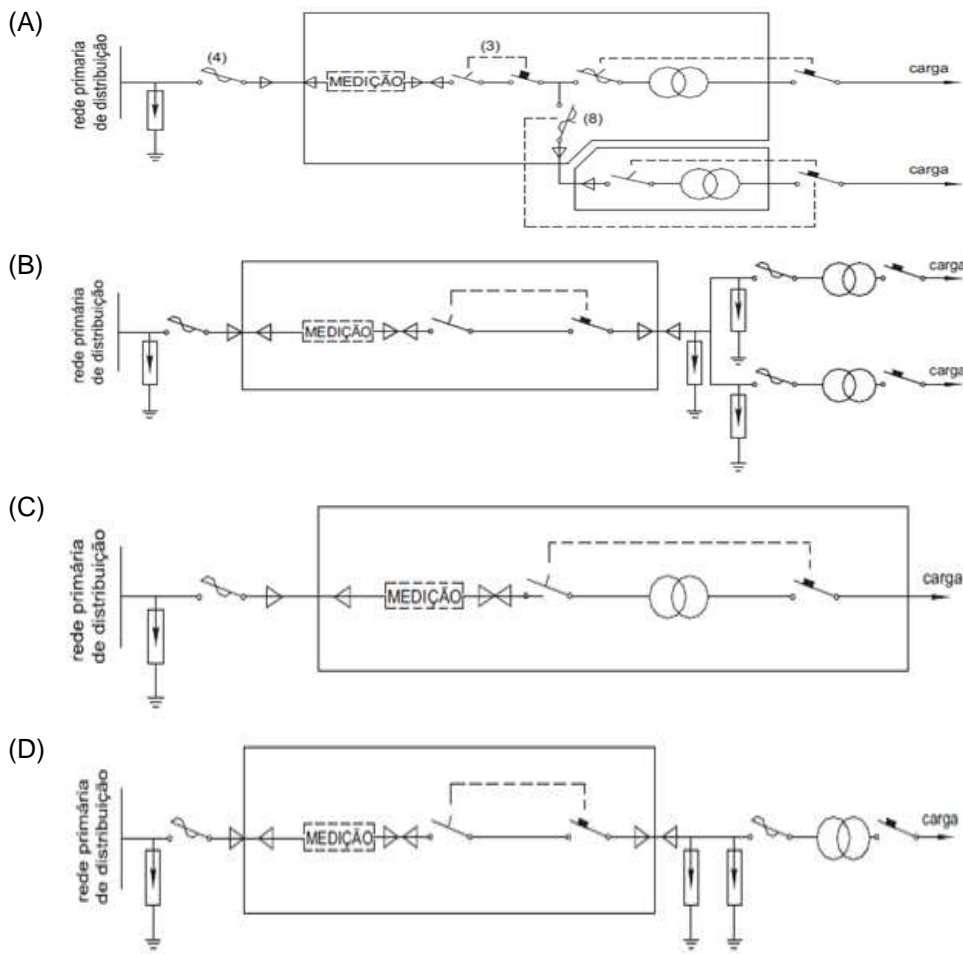 (A)
rede primária
de distribuição
(4)
MEDIÇÃO
(3)
carga
(8)
carga
(B)
rede primária
de distribuição
MEDIÇÃO
carga
carga
(C)
rede primária
de distribuição
MEDIÇÃO
carga
(D)
rede primária
de distribuição
MEDIÇÃO
carga